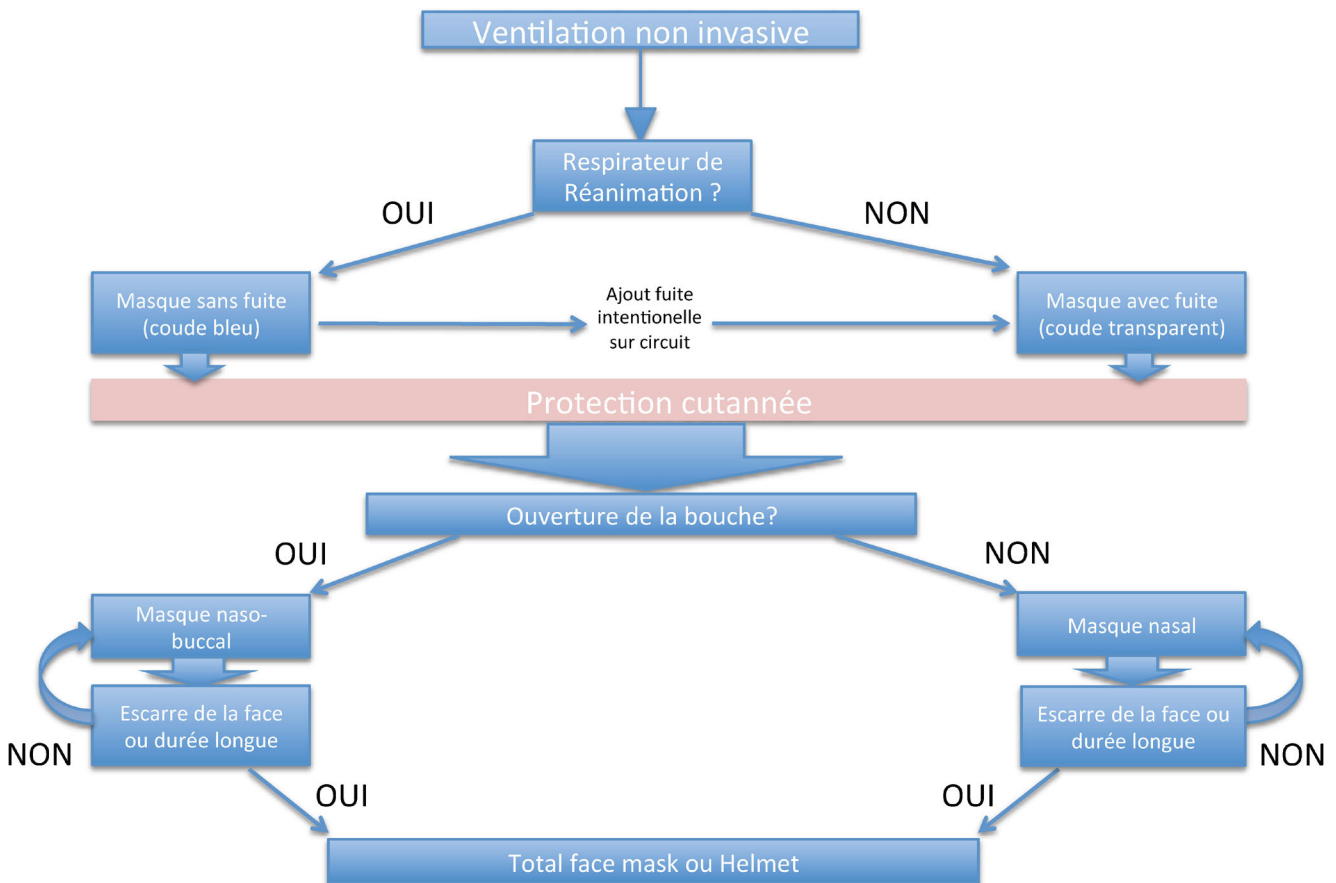 Ventilation non invasive
Respirateur de
Réanimation ?
OUI
NON
Masque sans fuite
(coude bleu)
Ajout fuite
intentionelle
sur circuit
Masque avec fuite
(coude transparent)
Protection cutannée
Ouverture de la bouche?
OUI
NON
Masque naso-
buccal
Masque nasal
Escarre de la face
ou durée longue
Escarre de la face ou
durée longue
NON
NON
OUI
OUI
Total face mask ou Helmet